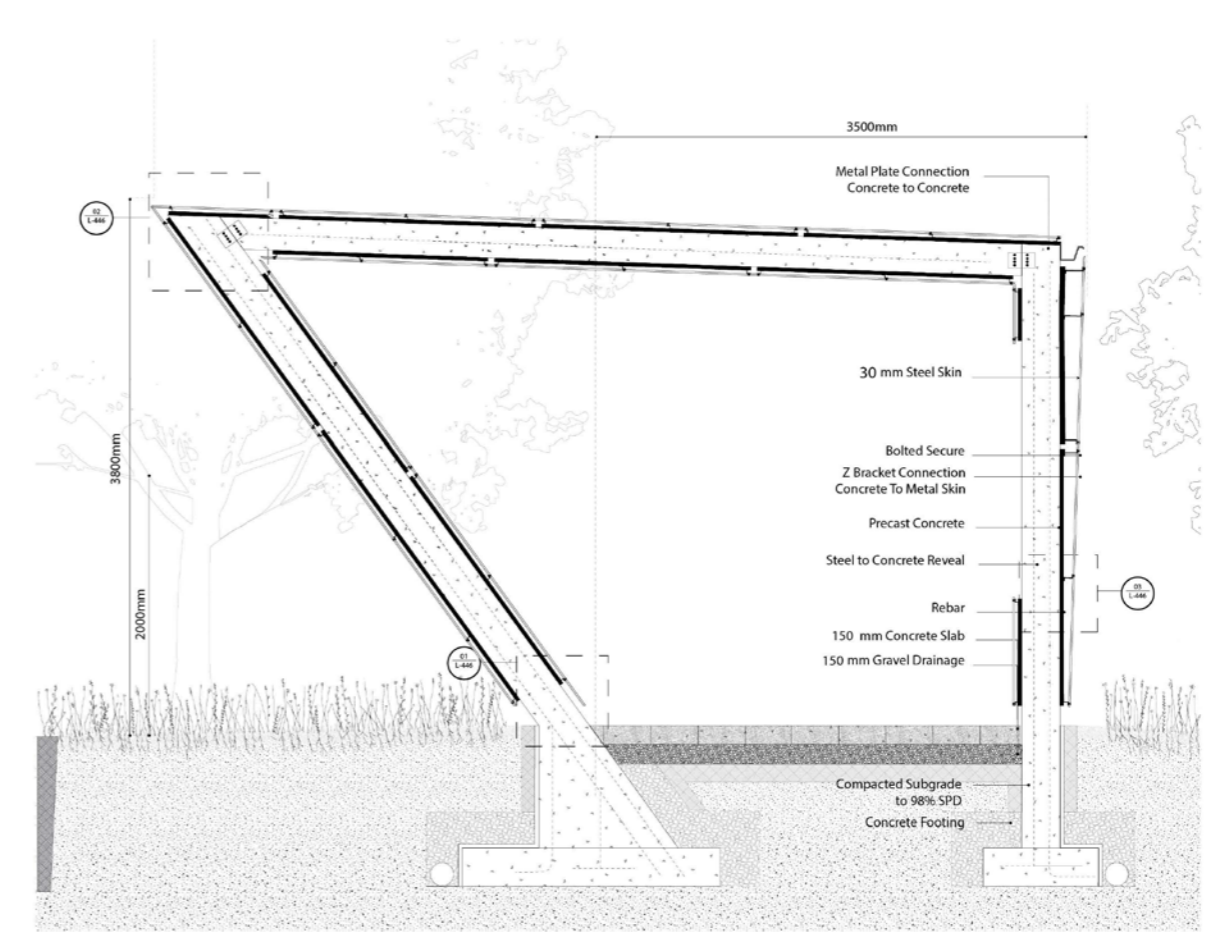 3500mm
Metal Plate Connection
Concrete to Concrete
02
L-446
30 mm Steel Skin
3800mm
Bolted Secure
Z Bracket Connection
Concrete To Metal Skin
Precast Concrete
Steel to Concrete Reveal
03
L-446
2000mm
Rebar
150 mm Concrete Slab
01
L-446
150 mm Gravel Drainage
Compacted Subgrade
to 98% SPD
Concrete Footing